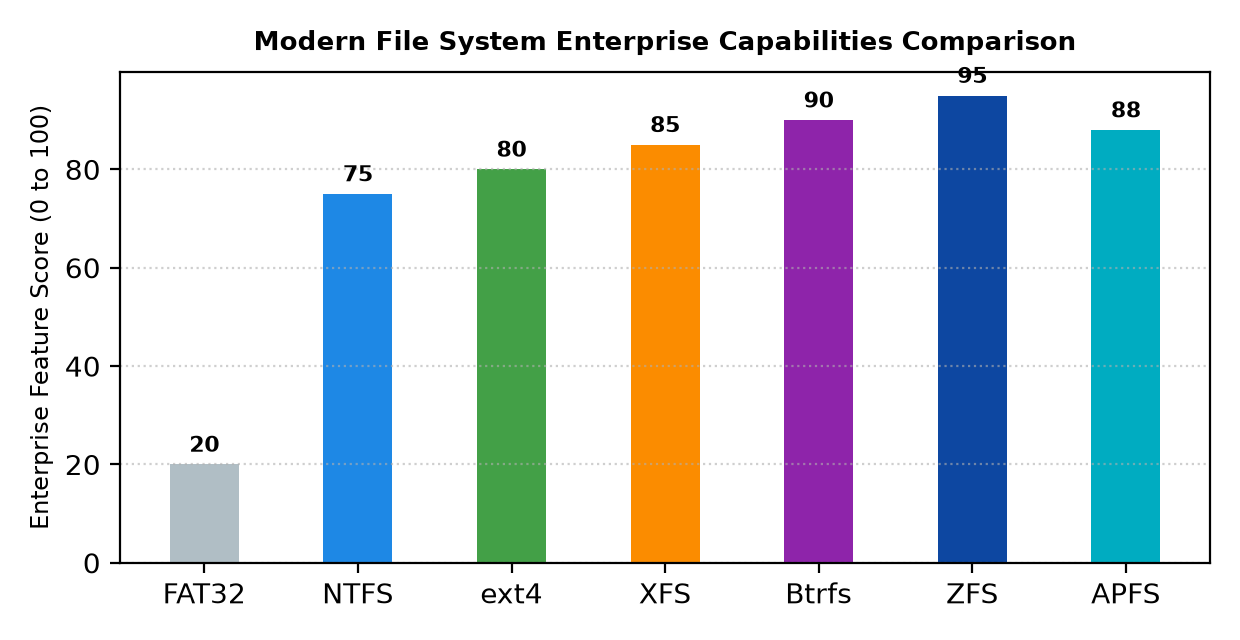 Modern File System Enterprise Capabilities Comparison
Enterprise Feature Score (0 to 100)
80
60
40
20
0
20
75
80
85
90
95
88
FAT32
NTFS
ext4
XFS
Btrfs
ZFS
APFS